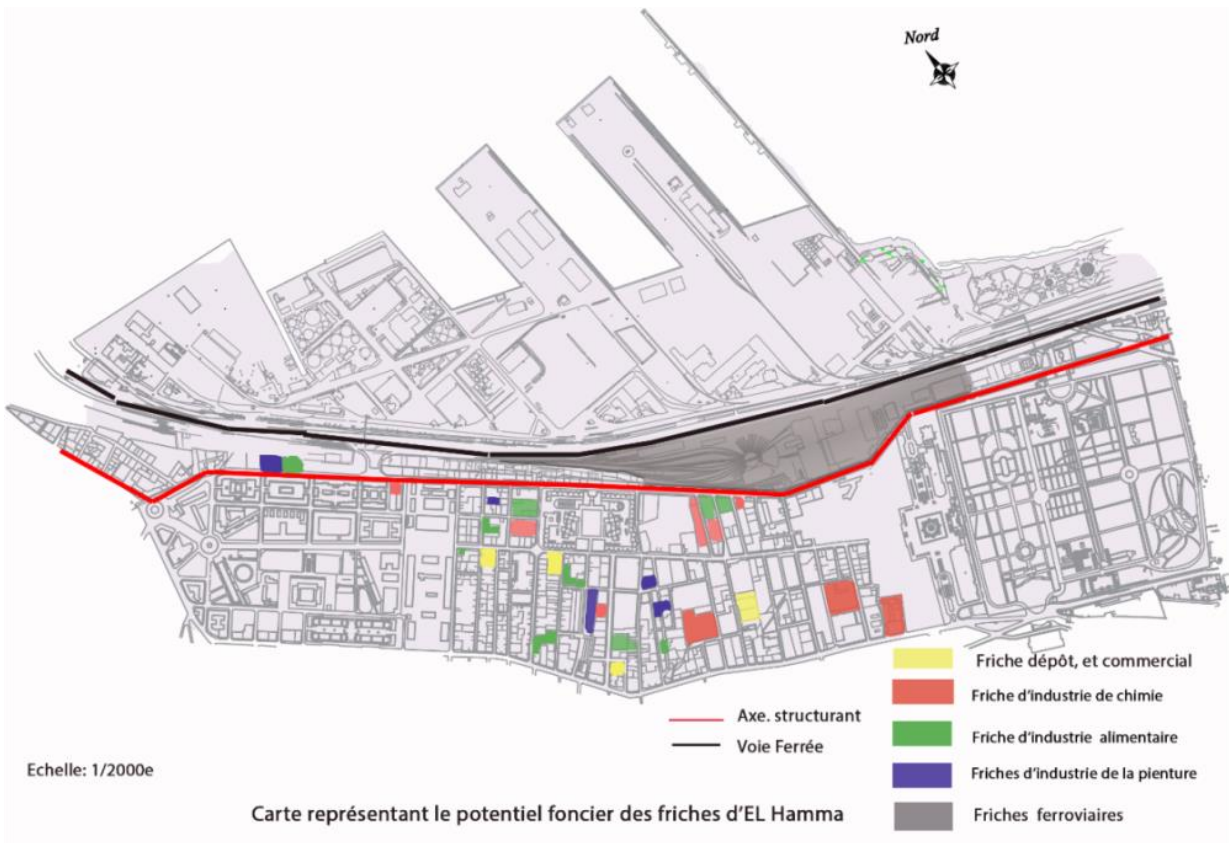 Nord
Friche dépôt, et commercial
Friche d'industrie de chimie
Axe. structurant
Friche d'industrie alimentaire
Voie Ferrée
Echelle: 1/2000e
Friches d'industrie de la pienture
Carte représentant le potentiel foncier des friches d'EL Hamma
Friches ferroviaires